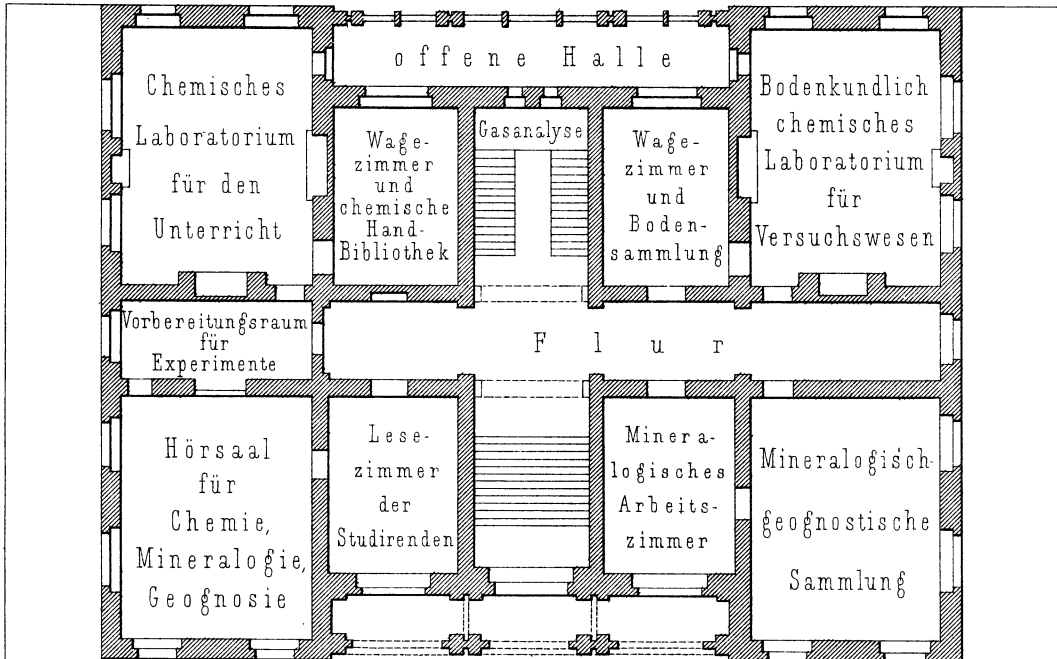 offene Halle
Chemisches
Laboratorium
für den
Unterricht
Wage-
zimmer
und
chemische
Hand-
Bibliothek
Gasanalyse
Wage-
zimmer
und
Boden-
sammlung
Bodenkundlich
chemisches
Laboratorium
für
Versuchswesen
Vorbereitungsraum
für
Experimente
Flur
Hörsaal
für
Chemie,
Mineralogie,
Geognosie
Lese-
zimmer
der
Studirenden
Minera-
logisches
Arbeits-
zimmer
Mineralogisch-
geognostische
Sammlung